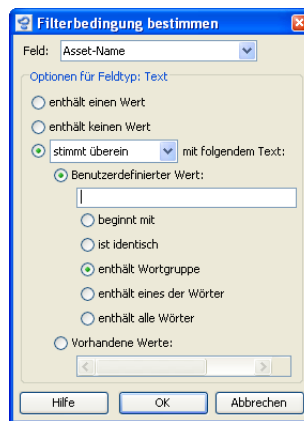 Filterbedingung bestimmen
Feld: Asset-Name
Optionen für Feldtyp: Text
enthält einen Wert
enthält keinen Wert
stimmt überein mit folgendem Text:
Benutzerdefinierter Wert:
beginnt mit
ist identisch
enthält Wortgruppe
enthält eines der Wörter
enthält alle Wörter
Vorhandene Werte:
Hilfe OK Abbrechen